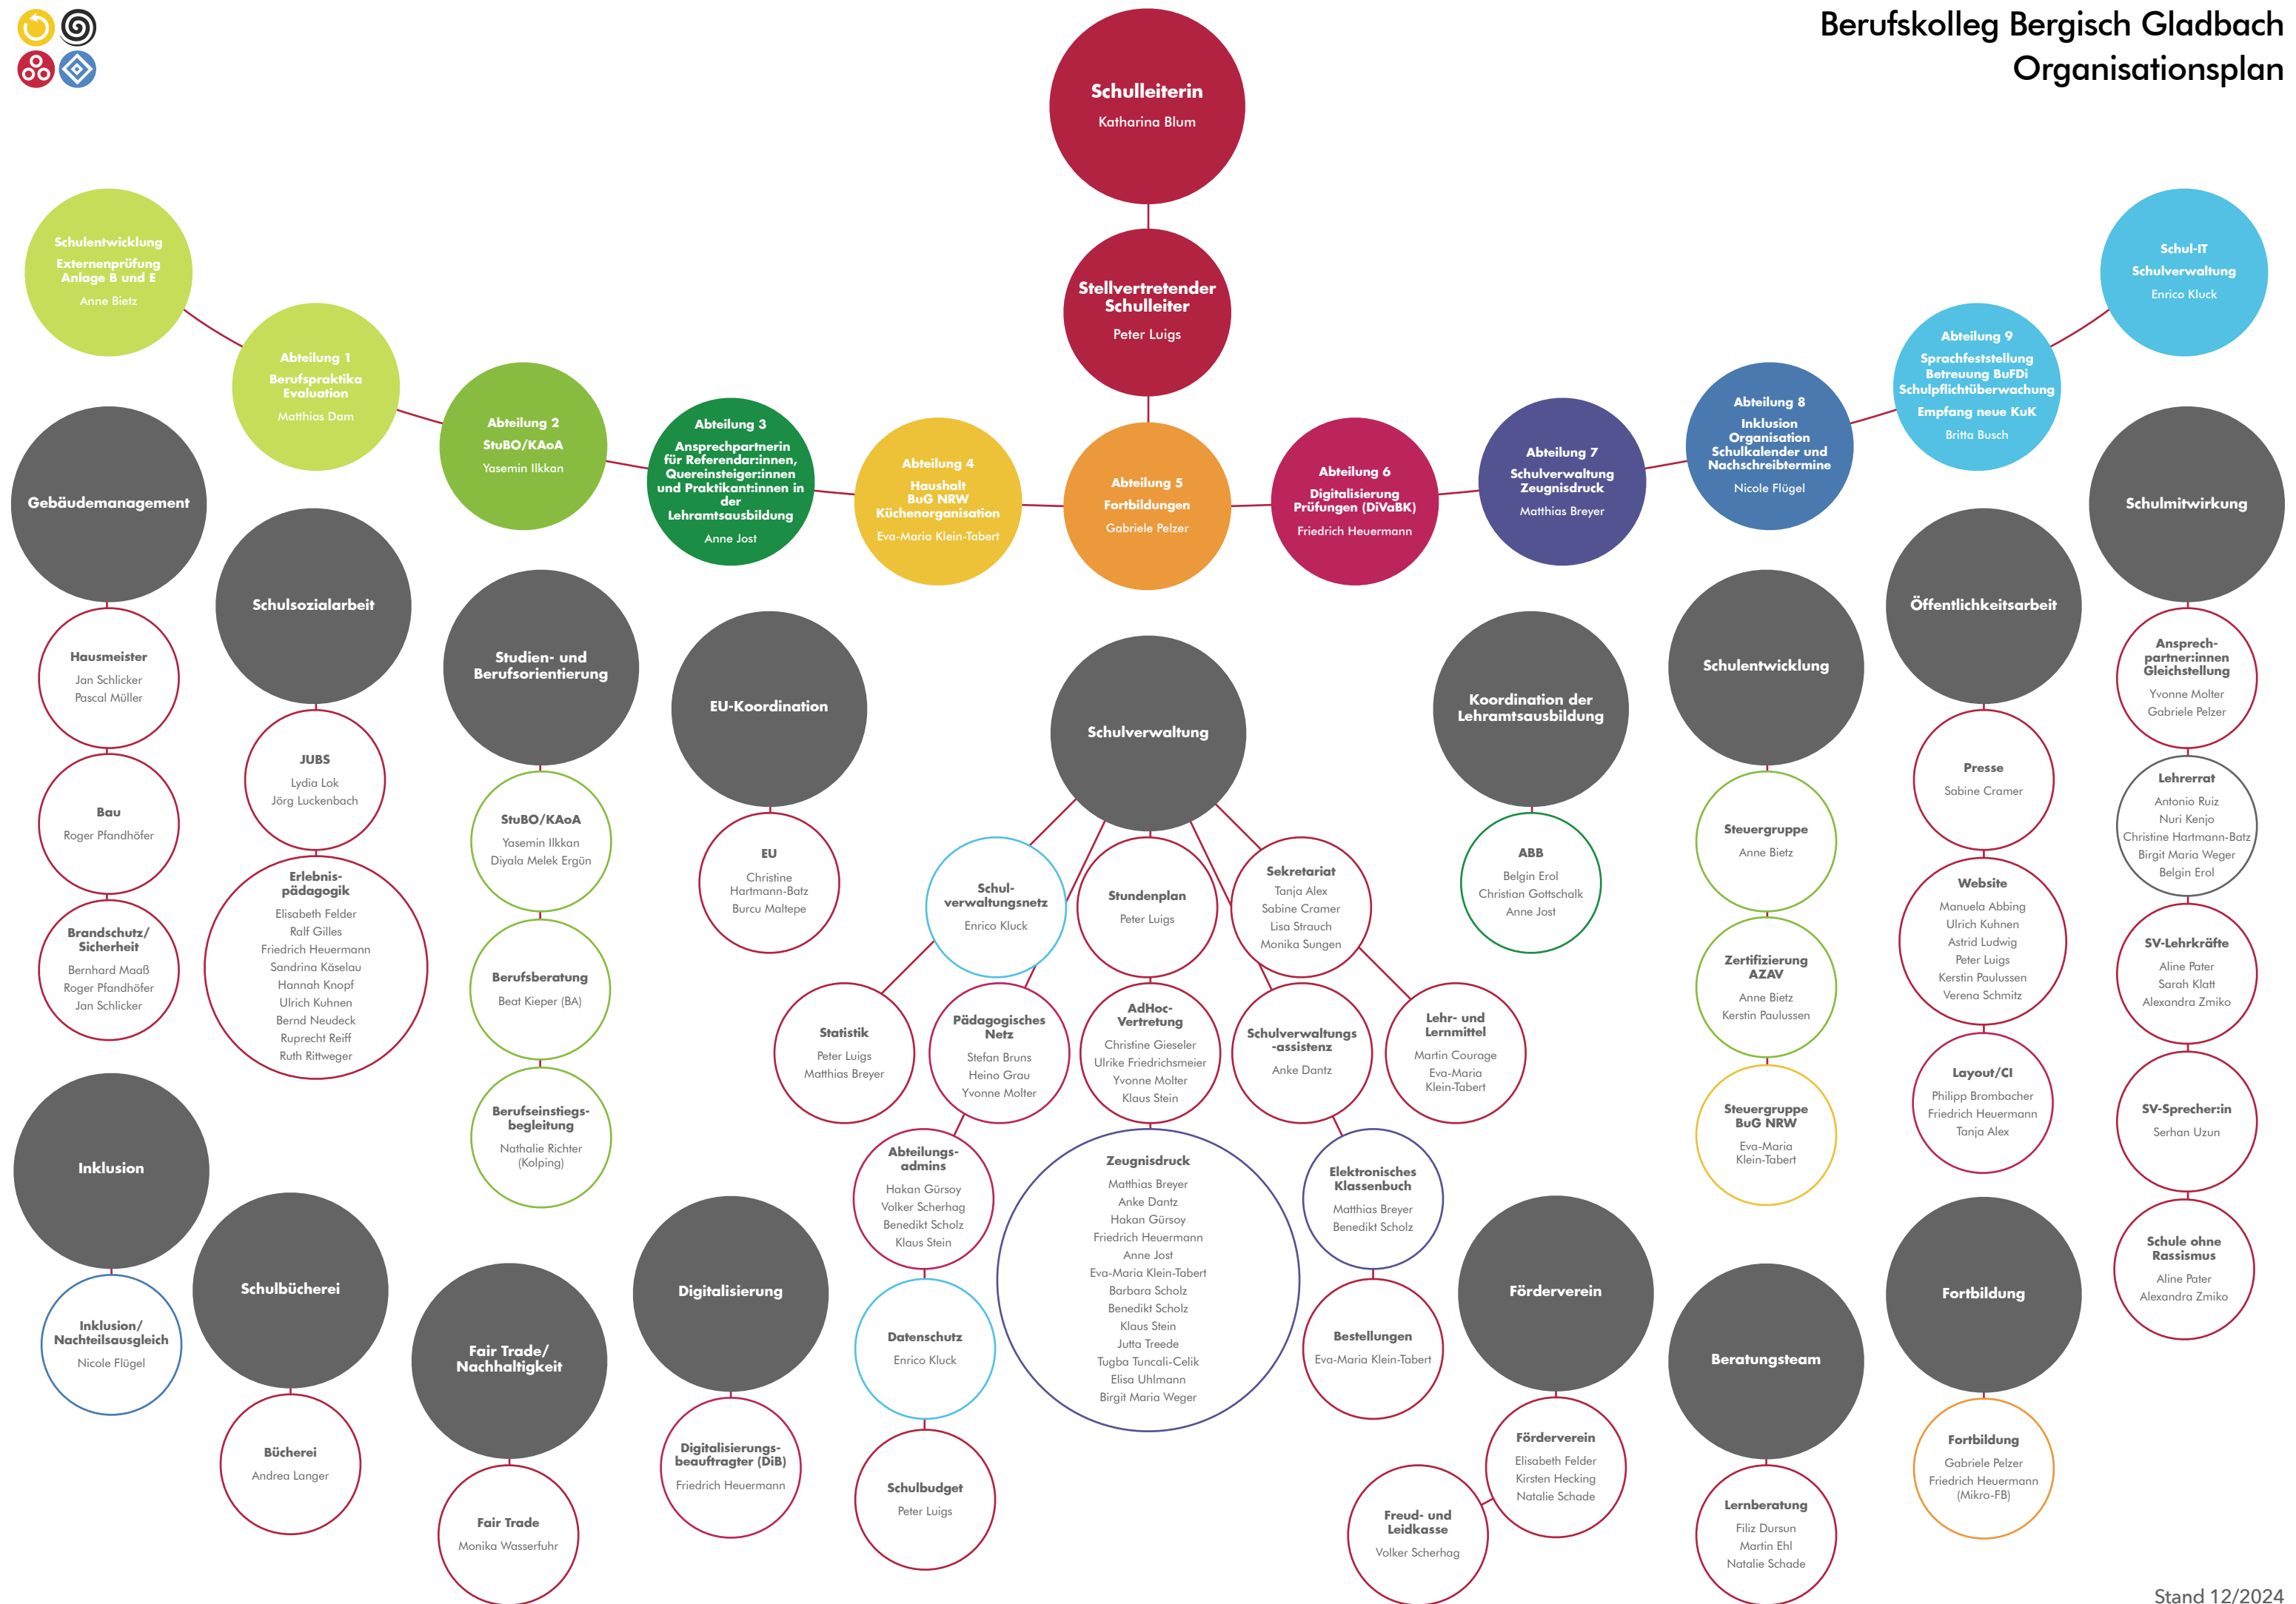 Berufskolleg Bergisch Gladbach
Organisationsplan
Schulleiterin
Katharina Blum
Stellvertretender
Schulleiter
Peter Luigs
Schulentwicklung
Externenprüfung
Anlage B und E
Anne Bietz
Abteilung 1
Berufspraktika
Evaluation
Matthias Dam
Abteilung 2
StuBO/KAoA
Yasemin Ilkkan
Abteilung 3
Ansprechpartnerin
für Referendar:innen,
Quereinsteiger:innen
und Praktikant:innen in
der
Lehramtsausbildung
Anne Jost
Abteilung 4
Haushalt
BuG NRW
Küchenorganisation
Eva-Maria Klein-Tabert
Abteilung 5
Fortbildungen
Gabriele Pelzer
Abteilung 6
Digitalisierung
Prüfungen (DiVaBK)
Friedrich Heuermann
Abteilung 7
Schulverwaltung
Zeugnisdruck
Matthias Breyer
Abteilung 8
Inklusion
Organisation
Schulkalender und
Nachschreibtermine
Nicole Flügel
Abteilung 9
Sprachfeststellung
Betreuung BuFDi
Schulpflichtüberwachung
Empfang neue KuK
Britta Busch
Schul-IT
Schulverwaltung
Enrico Kluck
Gebäudemanagement
Hausmeister
Jan Schlicker
Pascal Müller
Bau
Roger Pfandhöfer
Brandschutz/
Sicherheit
Bernhard Maaß
Roger Pfandhöfer
Jan Schlicker
Schulsozialarbeit
JUBS
Lydia Lok
Jörg Luckenbach
Erlebnis-
pädagogik
Elisabeth Felder
Ralf Gilles
Friedrich Heuermann
Sandrina Käselau
Hannah Knopf
Ulrich Kuhnen
Bernd Neudeck
Ruprecht Reiff
Ruth Rittweger
Studien- und
Berufsorientierung
StuBO/KAoA
Yasemin Ilkkan
Diyala Melek Ergün
Berufsberatung
Beat Kieper (BA)
Berufseinstiegs-
begleitung
Nathalie Richter
(Kolping)
EU-Koordination
EU
Christine
Hartmann-Batz
Burcu Maltepe
Schulverwaltung
Schul-
verwaltungsnetz
Enrico Kluck
Stundenplan
Peter Luigs
Sekretariat
Tanja Alex
Sabine Cramer
Lisa Strauch
Monika Sungen
Statistik
Peter Luigs
Matthias Breyer
Pädagogisches
Netz
Stefan Bruns
Heino Grau
Yvonne Molter
AdHoc-
Vertretung
Christine Gieseler
Ulrike Friedrichsmeier
Yvonne Molter
Klaus Stein
Schulverwaltungs
-assistenz
Anke Dantz
Lehr- und
Lernmittel
Martin Courage
Eva-Maria
Klein-Tabert
Abteilungs-
admins
Hakan Gürsoy
Volker Scherhag
Benedikt Scholz
Klaus Stein
Zeugnisdruck
Matthias Breyer
Anke Dantz
Hakan Gürsoy
Friedrich Heuermann
Anne Jost
Eva-Maria Klein-Tabert
Barbara Scholz
Benedikt Scholz
Klaus Stein
Jutta Treede
Tugba Tuncali-Celik
Elisa Uhlmann
Birgit Maria Weger
Elektronisches
Klassenbuch
Matthias Breyer
Benedikt Scholz
Datenschutz
Enrico Kluck
Bestellungen
Eva-Maria Klein-Tabert
Schulbudget
Peter Luigs
Koordination der
Lehramtsausbildung
ABB
Belgin Erol
Christian Gottschalk
Anne Jost
Schulentwicklung
Steuergruppe
Anne Bietz
Zertifizierung
AZAV
Anne Bietz
Kerstin Paulussen
Steuergruppe
BuG NRW
Eva-Maria
Klein-Tabert
Öffentlichkeitsarbeit
Presse
Sabine Cramer
Website
Manuela Abbing
Ulrich Kuhnen
Astrid Ludwig
Peter Luigs
Kerstin Paulussen
Verena Schmitz
Layout/CI
Philipp Brombacher
Friedrich Heuermann
Tanja Alex
Schulmitwirkung
Ansprech-
partner:innen
Gleichstellung
Yvonne Molter
Gabriele Pelzer
Lehrerrat
Antonio Ruiz
Nuri Kenjo
Christine Hartmann-Batz
Birgit Maria Weger
Belgin Erol
SV-Lehrkräfte
Aline Pater
Sarah Klatt
Alexandra Zmiko
SV-Sprecher:in
Serhan Uzun
Schule ohne
Rassismus
Aline Pater
Alexandra Zmiko
Inklusion
Inklusion/
Nachteilsausgleich
Nicole Flügel
Schulbücherei
Bücherei
Andrea Langer
Fair Trade/
Nachhaltigkeit
Fair Trade
Monika Wasserfuhr
Digitalisierung
Digitalisierungs-
beauftragter (DiB)
Friedrich Heuermann
Förderverein
Förderverein
Elisabeth Felder
Kirsten Hecking
Natalie Schade
Freud- und
Leidkasse
Volker Scherhag
Beratungsteam
Lernberatung
Filiz Dursun
Martin Ehl
Natalie Schade
Fortbildung
Fortbildung
Gabriele Pelzer
Friedrich Heuermann
(Mikro-FB)
Stand 12/2024